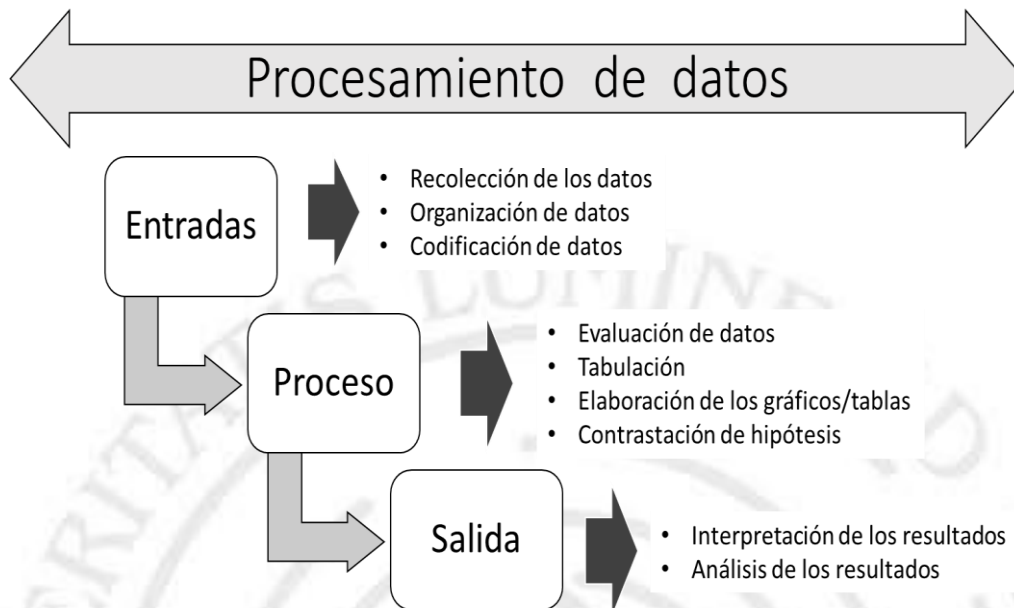 Procesamiento de datos
Entradas
• Recolección de los datos
• Organización de datos
• Codificación de datos
Proceso
• Evaluación de datos
• Tabulación
• Elaboración de los gráficos/tablas
• Contrastación de hipótesis
Salida
• Interpretación de los resultados
• Análisis de los resultados